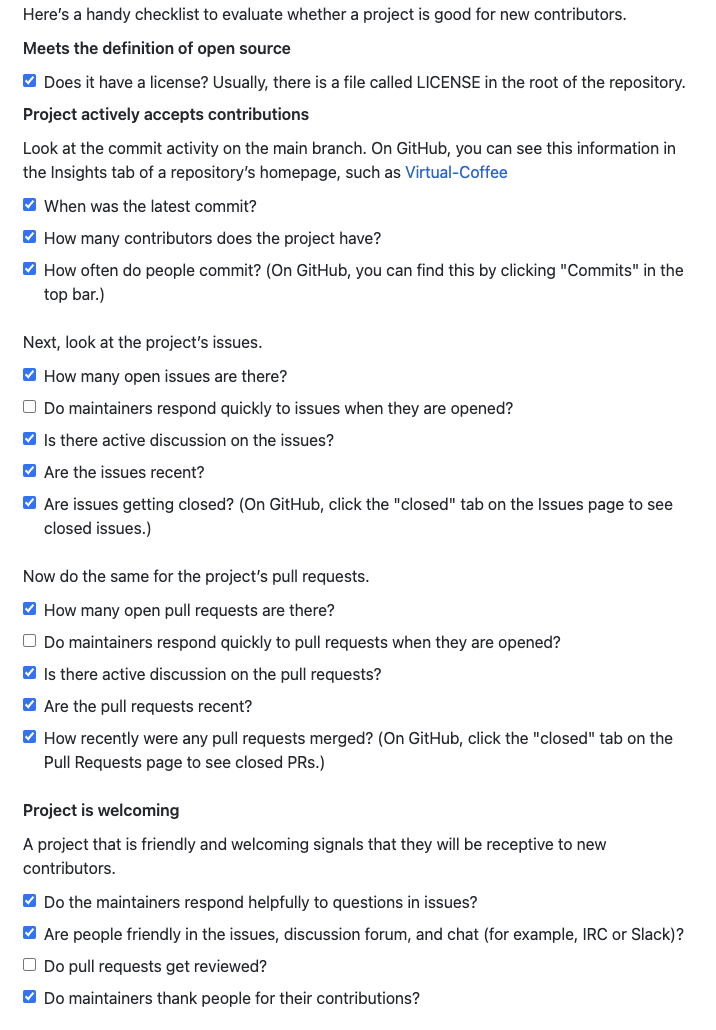 Here’s a handy checklist to evaluate whether a project is good for new contributors.
Meets the definition of open source
Does it have a license? Usually, there is a file called LICENSE in the root of the repository.
Project actively accepts contributions
Look at the commit activity on the main branch. On GitHub, you can see this information in
the Insights tab of a repository’s homepage, such as Virtual-Coffee
When was the latest commit?
How many contributors does the project have?
How often do people commit? (On GitHub, you can find this by clicking "Commits" in the
top bar.)
Next, look at the project’s issues.
How many open issues are there?
Do maintainers respond quickly to issues when they are opened?
Is there active discussion on the issues?
Are the issues recent?
Are issues getting closed? (On GitHub, click the "closed" tab on the Issues page to see
closed issues.)
Now do the same for the project’s pull requests.
How many open pull requests are there?
Do maintainers respond quickly to pull requests when they are opened?
Is there active discussion on the pull requests?
Are the pull requests recent?
How recently were any pull requests merged? (On GitHub, click the "closed" tab on the
Pull Requests page to see closed PRs.)
Project is welcoming
A project that is friendly and welcoming signals that they will be receptive to new
contributors.
Do the maintainers respond helpfully to questions in issues?
Are people friendly in the issues, discussion forum, and chat (for example, IRC or Slack)?
Do pull requests get reviewed?
Do maintainers thank people for their contributions?